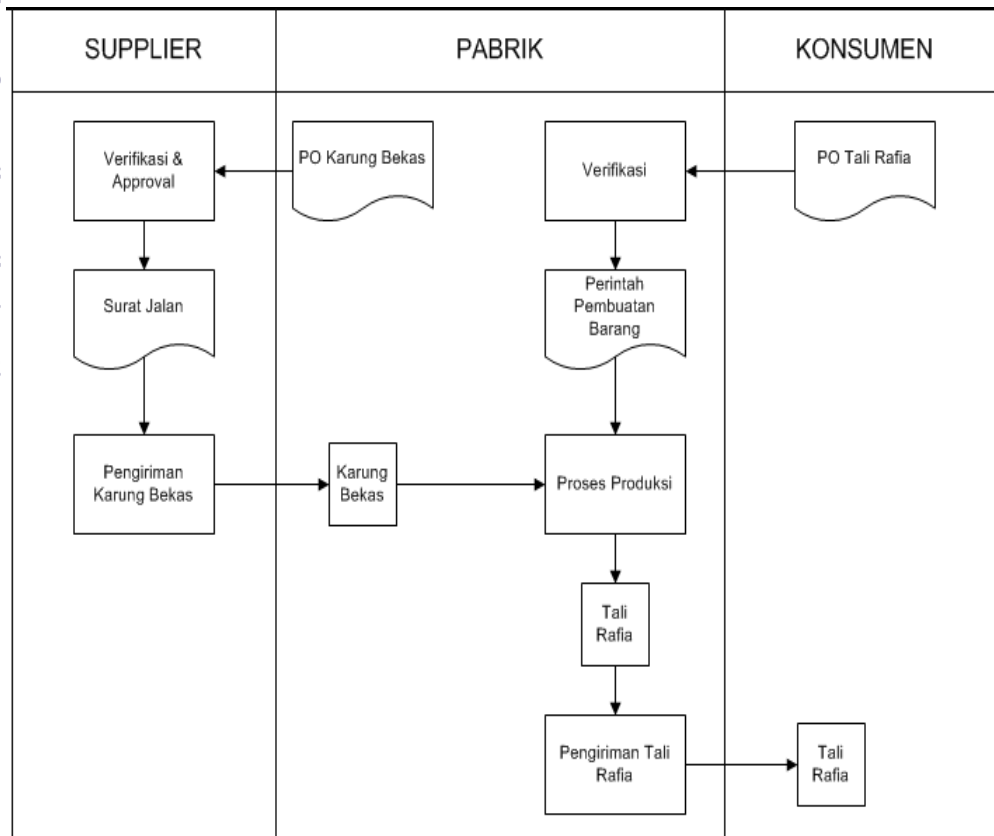 SUPPLIER
PABRIK
KONSUMEN
Verifikasi &
Approval
PO Karung Bekas
Verifikasi
PO Tali Rafia
Surat Jalan
Perintah
Pembuatan
Barang
Pengiriman
Karung Bekas
Karung
Bekas
Proses Produksi
Tali
Rafia
Pengiriman Tali
Rafia
Tali
Rafia